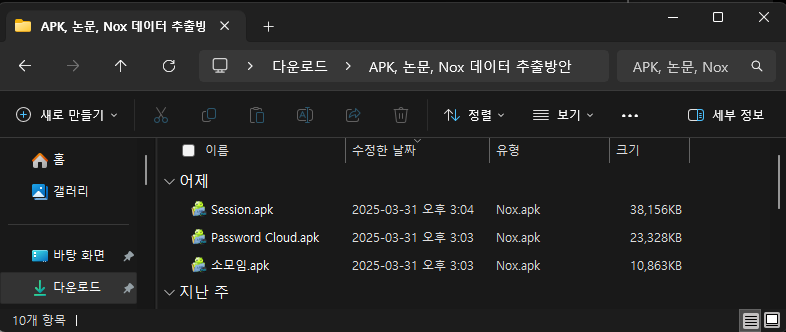 APK, 논문, Nox 데이터 추출방
다운로드 > APK, 논문, Nox 데이터 추출방안
APK, 논문, Nox
새로 만들기 정렬 보기 세부 정보
이름 수정한 날짜 유형 크기
홈
갤러리
바탕 화면
다운로드
어제
Session.apk 2025-03-31 오후 3:04 Nox.apk 38,156KB
Password Cloud.apk 2025-03-31 오후 3:03 Nox.apk 23,328KB
소모임.apk 2025-03-31 오후 3:03 Nox.apk 10,863KB
지난 주
10개 항목